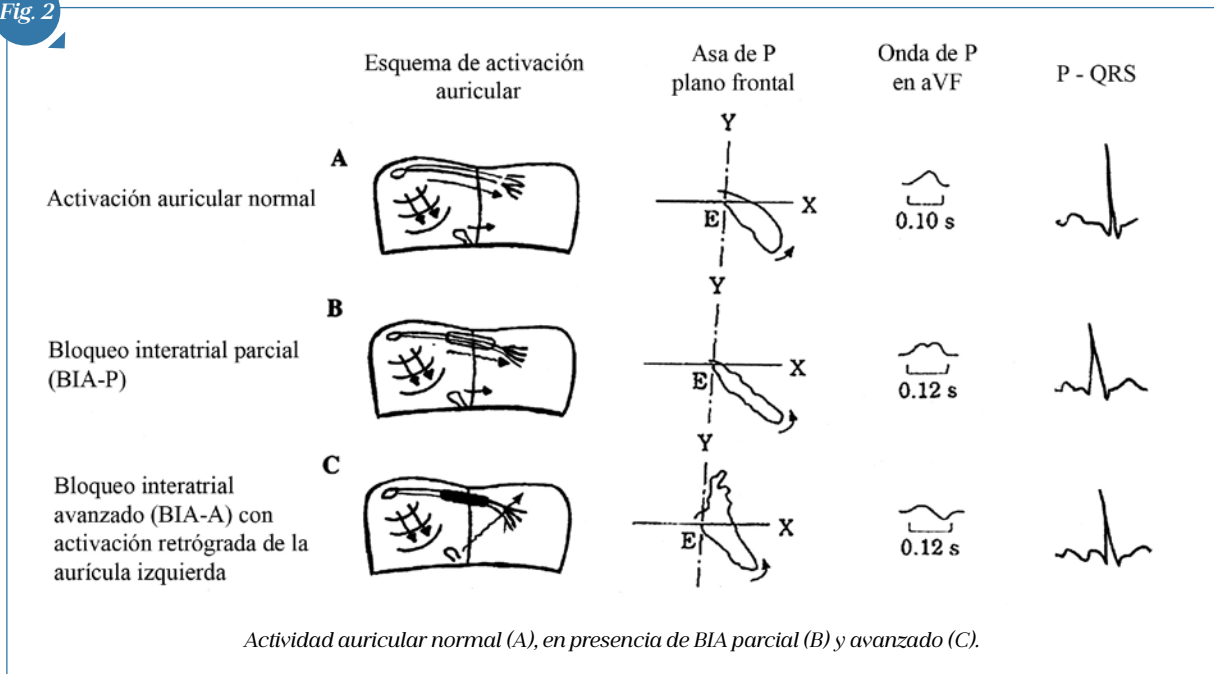 Fig. 2
Esquema de activación
auricular
Asa de P
plano frontal
Onda de P
en aVF
P - QRS
A
Activación auricular normal
Y
X
E
0.10 s
B
Bloqueo interatrial parcial
(BIA-P)
Y
X
E
0.12 s
C
Bloqueo interatrial
avanzado (BIA-A) con
activación retrógrada de la
aurícula izquierda
Y
X
E
0.12 s
Actividad auricular normal (A), en presencia de BIA parcial (B) y avanzado (C).